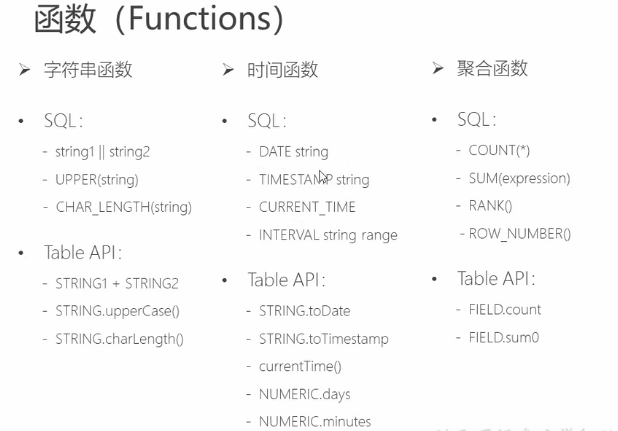 函数（Functions）
➤ 字符串函数
• SQL：
- string1 || string2
- UPPER(string)
- CHAR_LENGTH(string)
• Table API：
- STRING1 + STRING2
- STRING.upperCase()
- STRING.charLength()
➤ 时间函数
• SQL：
- DATE string
- TIMESTAMP string
- CURRENT_TIME
- INTERVAL string range
• Table API：
- STRING.toDate
- STRING.toTimestamp
- currentTime()
- NUMERIC.days
- NUMERIC.minutes
➤ 聚合函数
• SQL：
- COUNT(*)
- SUM(expression)
- RANK()
- ROW_NUMBER()
• Table API：
- FIELD.count
- FIELD.sum0